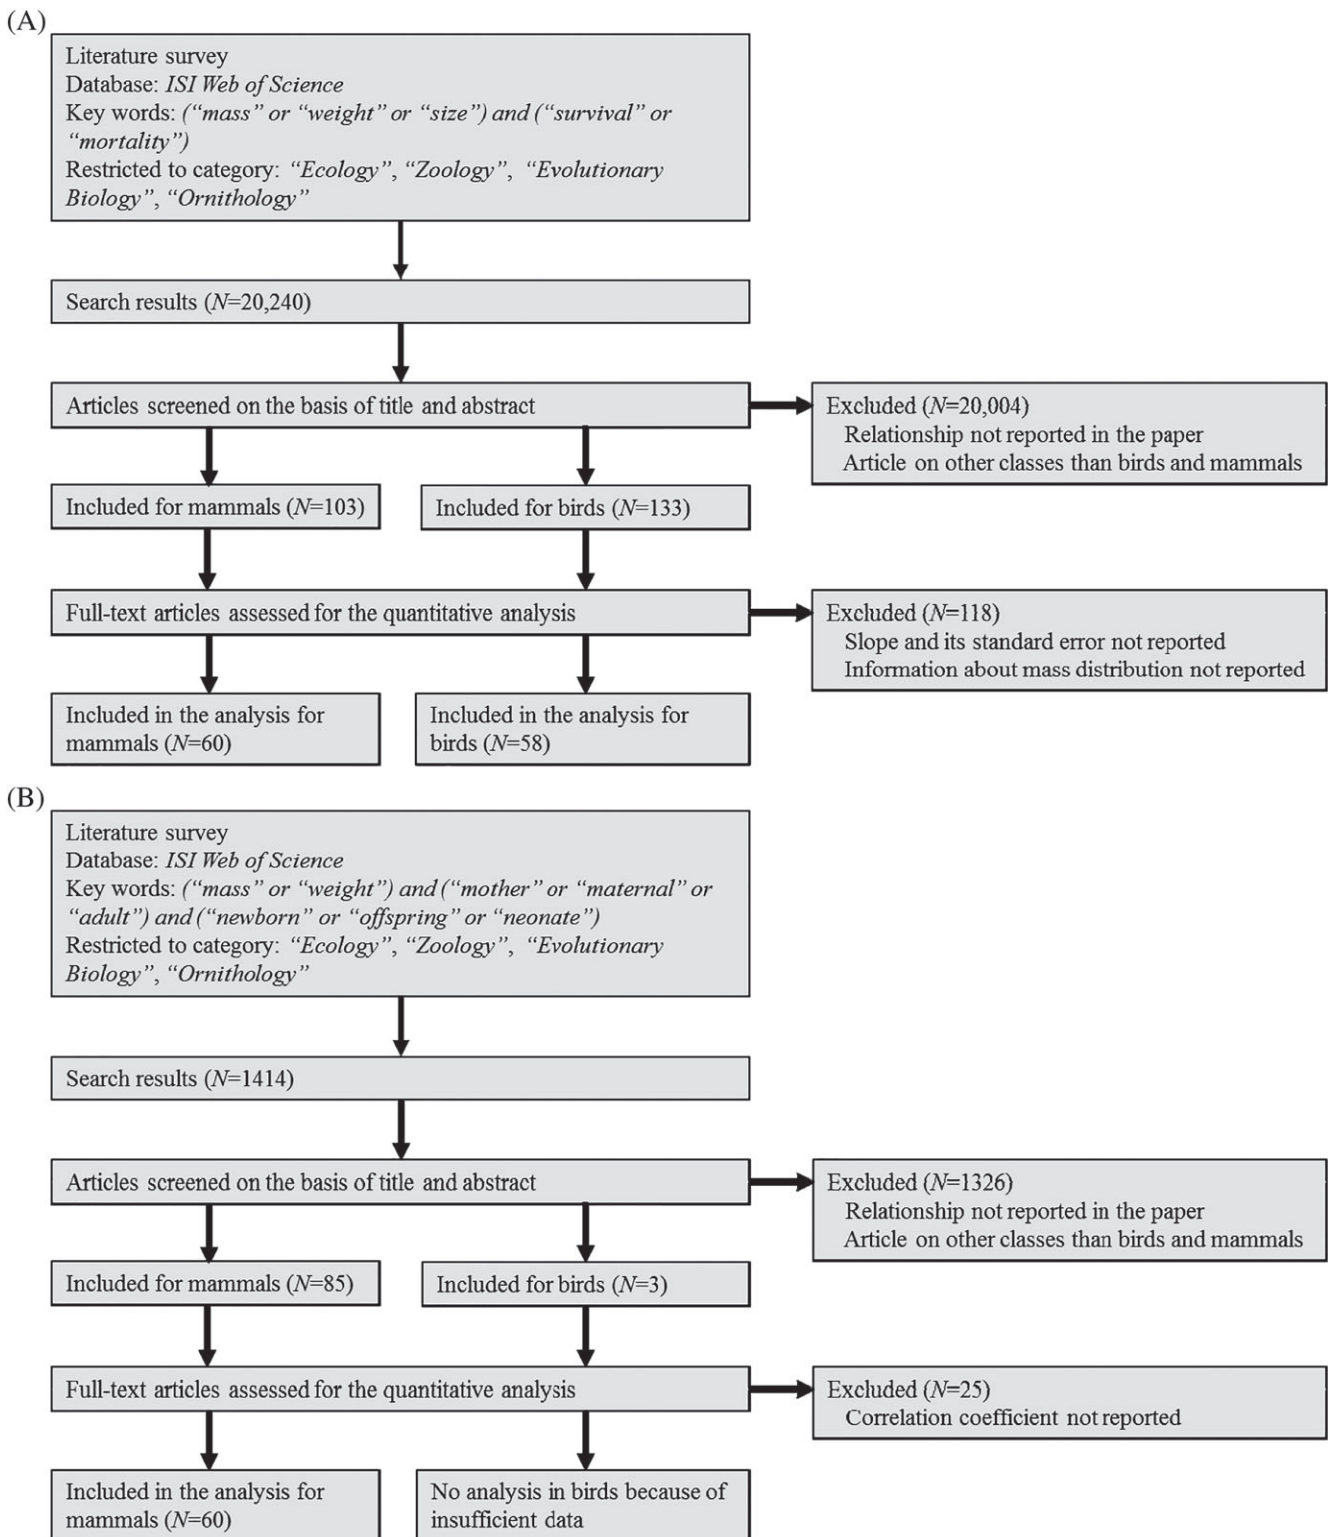 (A)
Literature survey
Database: ISI Web of Science
Key words: (“mass” or “weight” or “size”) and (“survival” or
“mortality”)
Restricted to category: “Ecology”, “Zoology”, “Evolutionary
Biology”, “Ornithology”
Search results (N=20,240)
Articles screened on the basis of title and abstract
Excluded (N=20,004)
Relationship not reported in the paper
Article on other classes than birds and mammals
Included for mammals (N=103)
Included for birds (N=133)
Full-text articles assessed for the quantitative analysis
Excluded (N=118)
Slope and its standard error not reported
Information about mass distribution not reported
Included in the analysis for
mammals (N=60)
Included in the analysis for
birds (N=58)
(B)
Literature survey
Database: ISI Web of Science
Key words: (“mass” or “weight”) and (“mother” or “maternal” or
“adult”) and (“newborn” or “offspring” or “neonate”)
Restricted to category: “Ecology”, “Zoology”, “Evolutionary
Biology”, “Ornithology”
Search results (N=1414)
Articles screened on the basis of title and abstract
Excluded (N=1326)
Relationship not reported in the paper
Article on other classes than birds and mammals
Included for mammals (N=85)
Included for birds (N=3)
Full-text articles assessed for the quantitative analysis
Excluded (N=25)
Correlation coefficient not reported
Included in the analysis for
mammals (N=60)
No analysis in birds because of
insufficient data